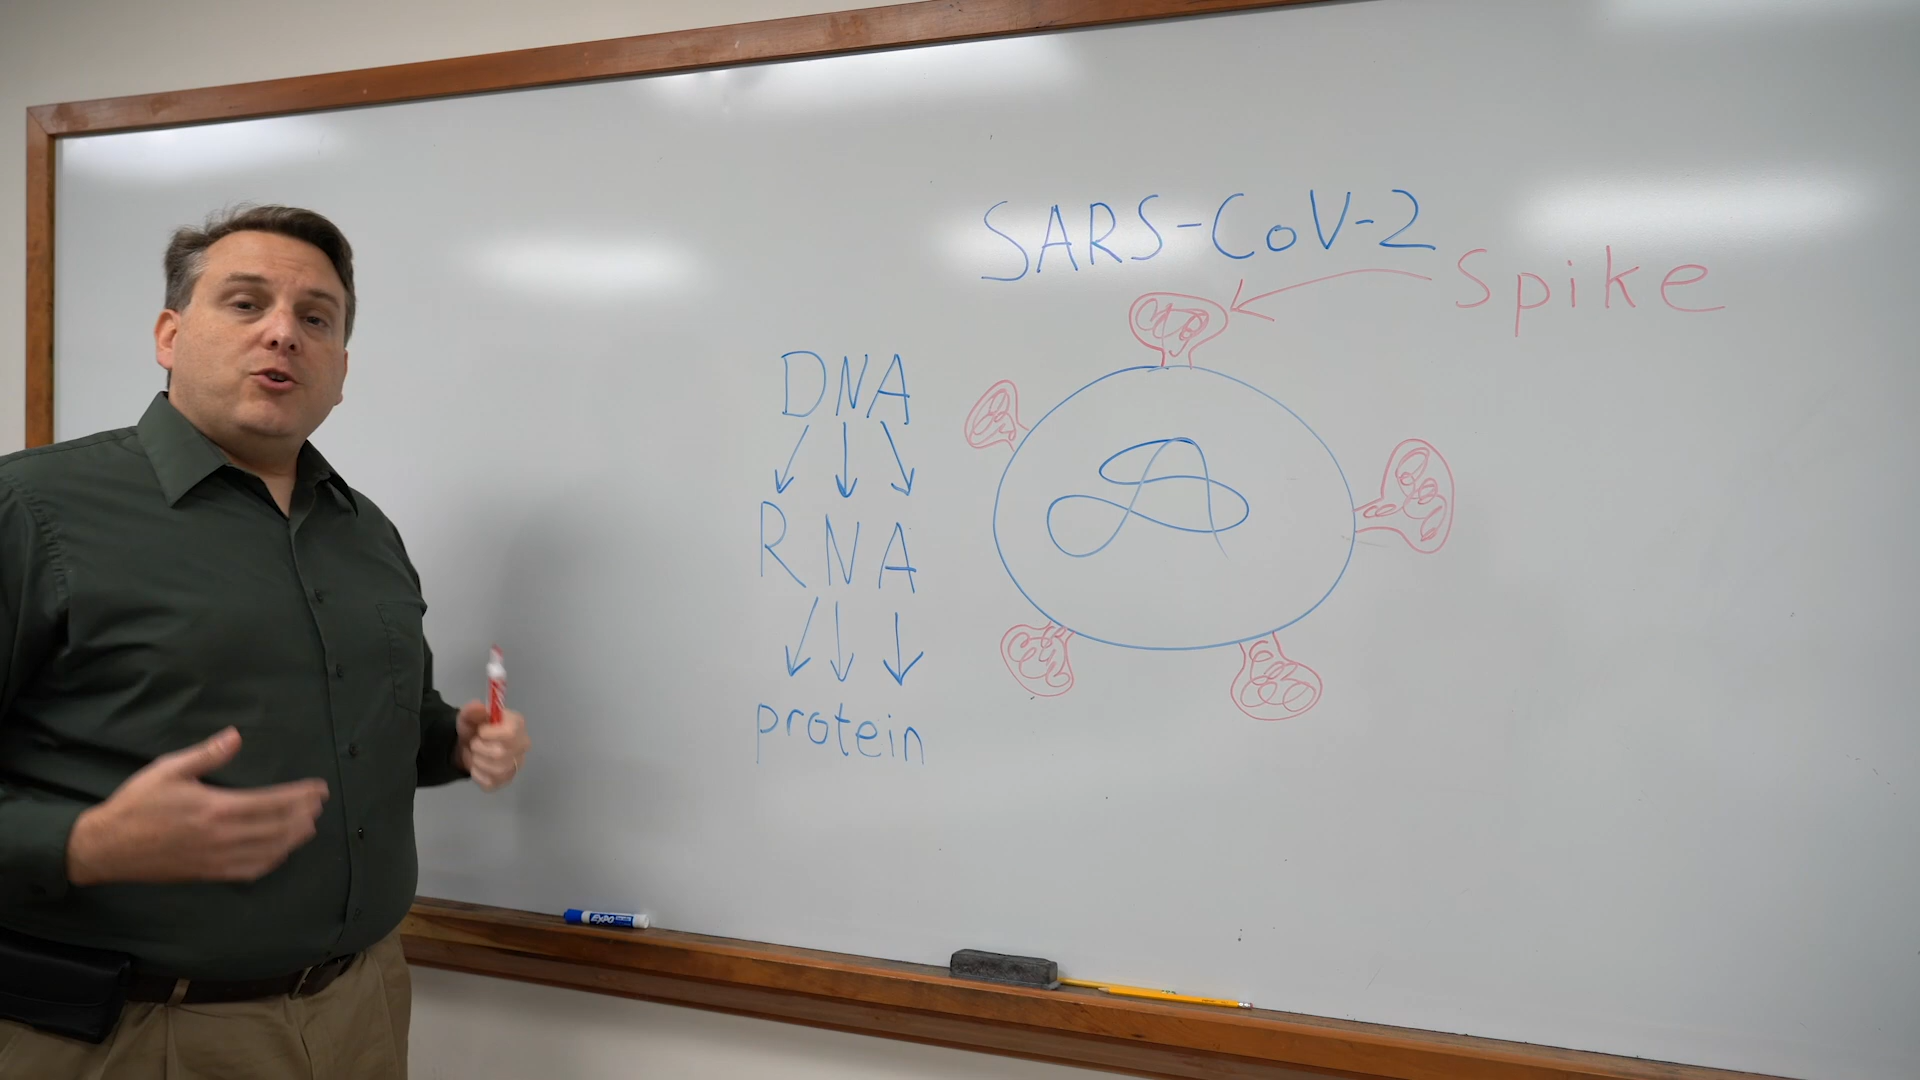 SARS-CoV-2
Spike
DNA
RNA
protein
EXPO